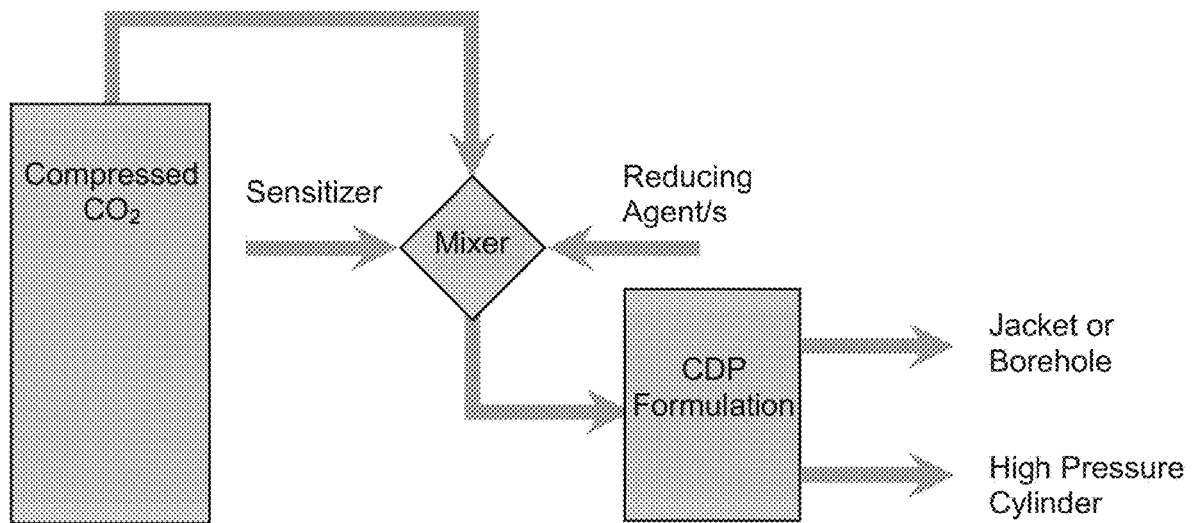 Compressed
CO₂
Sensitizer
Mixer
Reducing
Agent/s
CDP
Formulation
Jacket or
Borehole
High Pressure
Cylinder